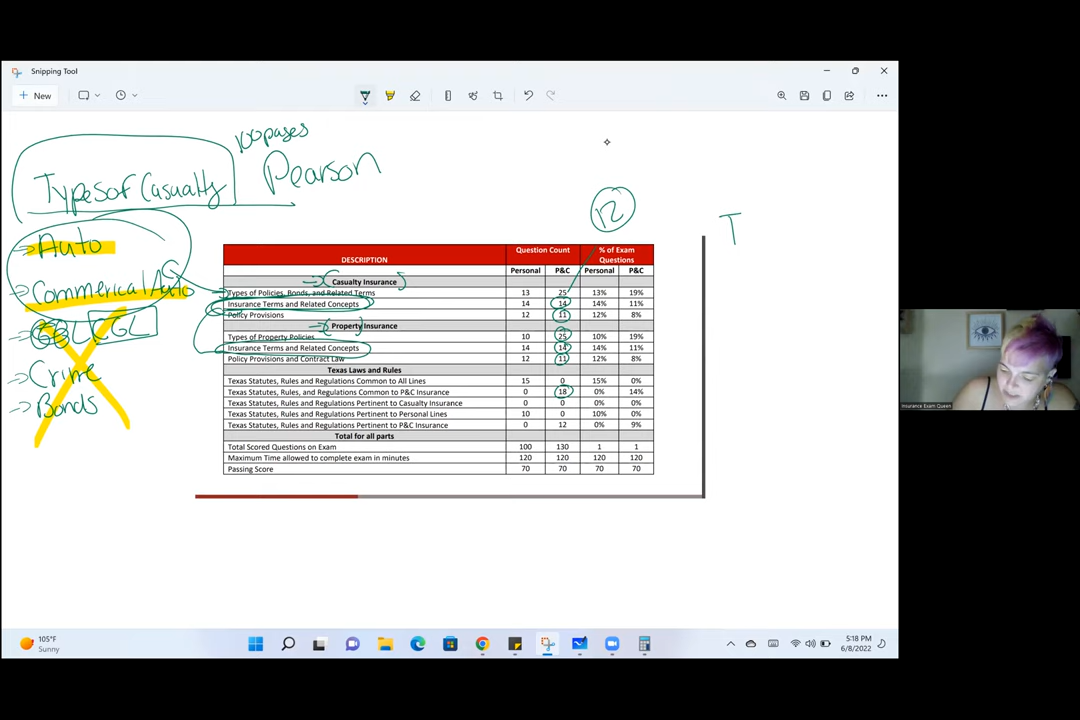 Snipping Tool
New
100 pages
Pearson
Types of Casualty
12
T
Auto
Commerical Auto
CGL
Crime
Bonds
DESCRIPTION Question Count % of Exam Questions
Personal P&C Personal P&C
Casualty Insurance
Types of Policies, Bonds, and Related Terms 13 25 13% 19%
Insurance Terms and Related Concepts 14 14 14% 11%
Policy Provisions 12 11 12% 8%
Property Insurance
Types of Property Policies 10 25 10% 19%
Insurance Terms and Related Concepts 14 14 14% 11%
Policy Provisions and Contract Law 12 11 12% 8%
Texas Laws and Rules
Texas Statutes, Rules and Regulations Common to All Lines 15 0 15% 0%
Texas Statutes, Rules, and Regulations Common to P&C Insurance 0 18 0% 14%
Texas Statutes, Rules and Regulations Pertinent to Casualty Insurance 0 0 0% 0%
Texas Statutes, Rules and Regulations Pertinent to Personal Lines 10 0 10% 0%
Texas Statutes, Rules and Regulations Pertinent to P&C Insurance 0 12 0% 9%
Total for all parts
Total Scored Questions on Exam 100 130 1 1
Maximum Time allowed to complete exam in minutes 120 120 120 120
Passing Score 70 70 70 70
Insurance Exam Queen
105°F
Sunny
5:18 PM
6/8/2022